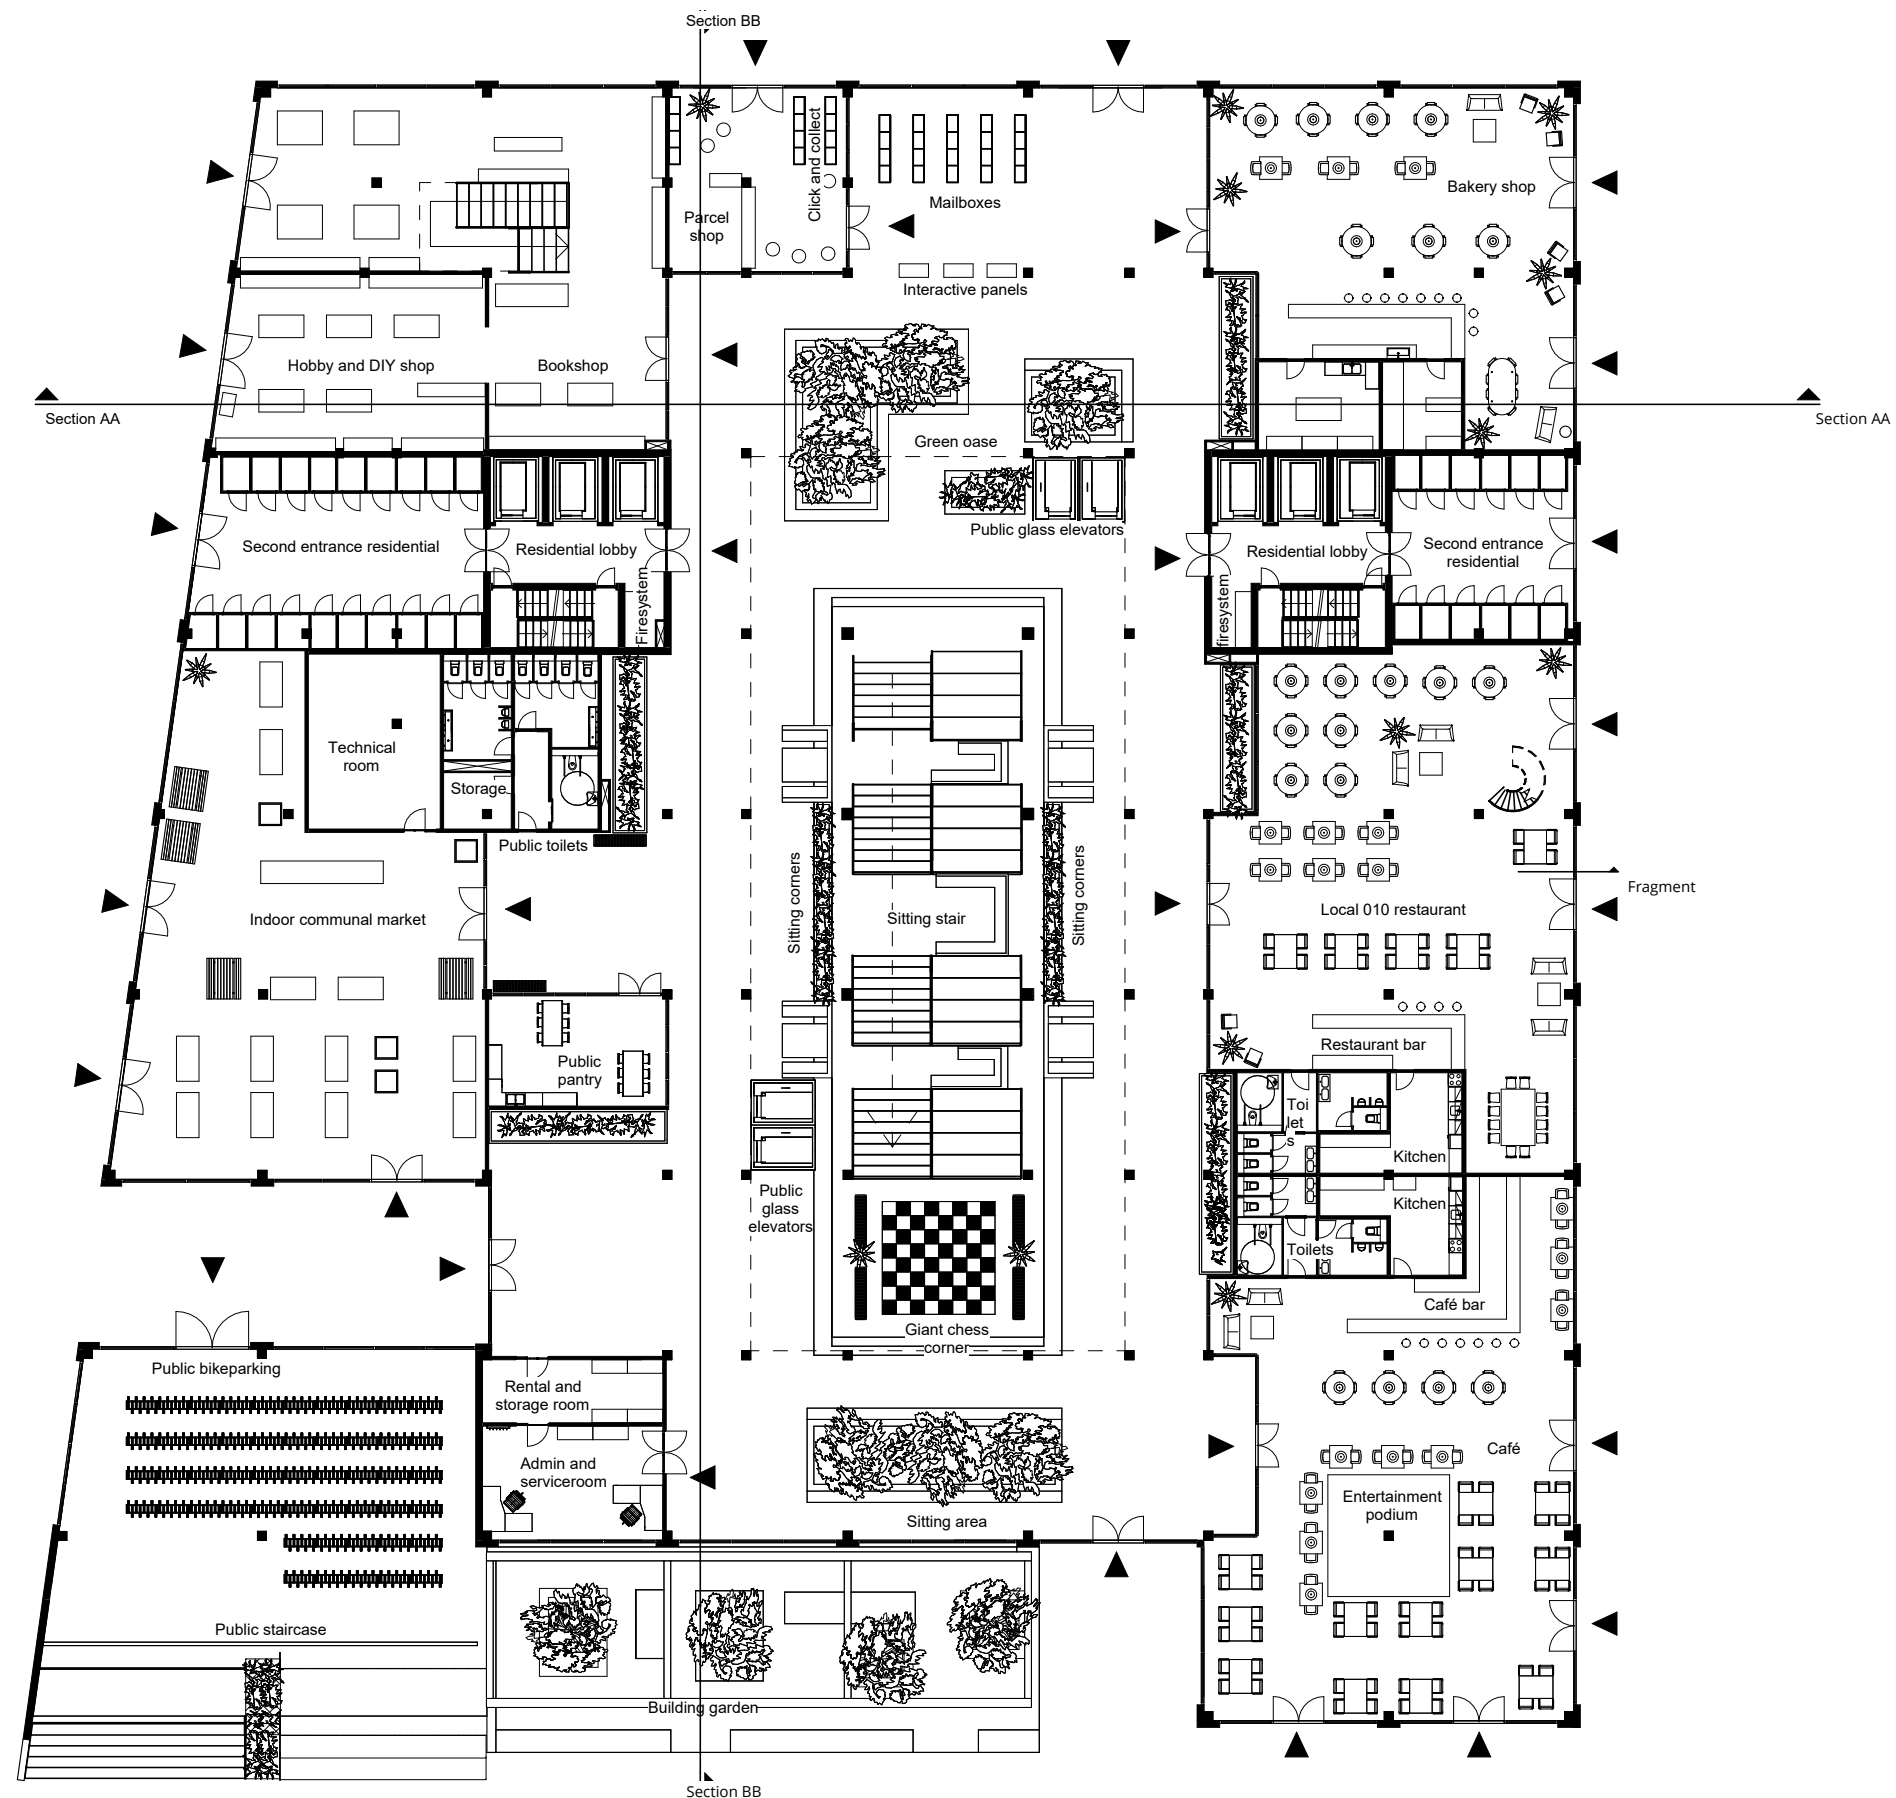 Section BB
Click and collect
Parcel
shop
Mailboxes
Bakery shop
Interactive panels
Hobby and DIY shop
Bookshop
Section AA
Section AA
Green oase
Public glass elevators
Second entrance residential
Residential lobby
Firesystem
Residential lobby
firesystem
Second entrance
residential
Technical
room
Storage
Public toilets
Sitting corners
Sitting stair
Sitting corners
Fragment
Indoor communal market
Local 010 restaurant
Restaurant bar
Public
pantry
Toi
let
s
Kitchen
Kitchen
Public
glass
elevators
Toilets
Café bar
Giant chess
corner
Public bikeparking
Rental and
storage room
Café
Admin and
serviceroom
Entertainment
podium
Sitting area
Public staircase
Building garden
Section BB